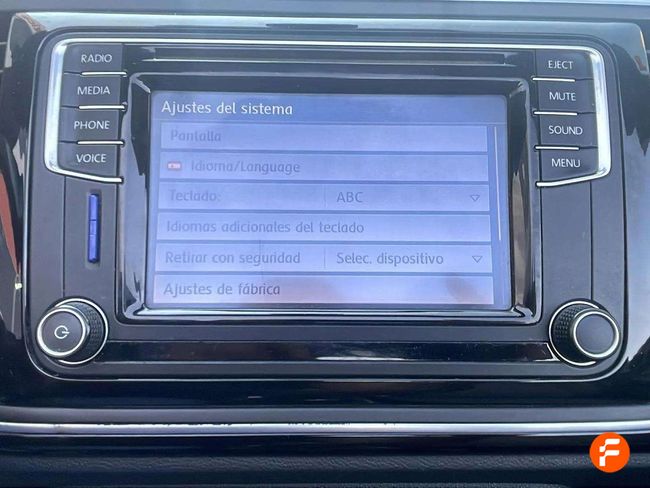 RADIO
MEDIA
PHONE
VOICE
Ajustes del sistema
Pantalla
Idioma/Language
Teclado: ABC
Idiomas adicionales del teclado
Retirar con seguridad Selec. dispositivo
Ajustes de fábrica
EJECT
MUTE
SOUND
MENU